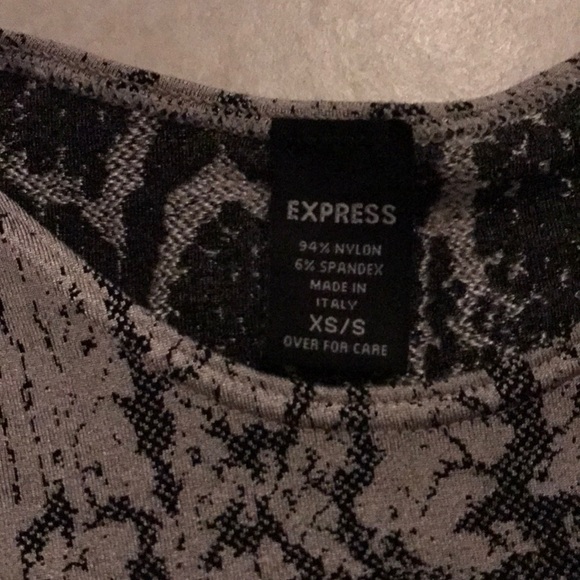 EXPRESS
94% NYLON
6% SPANDEX
MADE IN
ITALY
XS/S
OVER FOR CARE